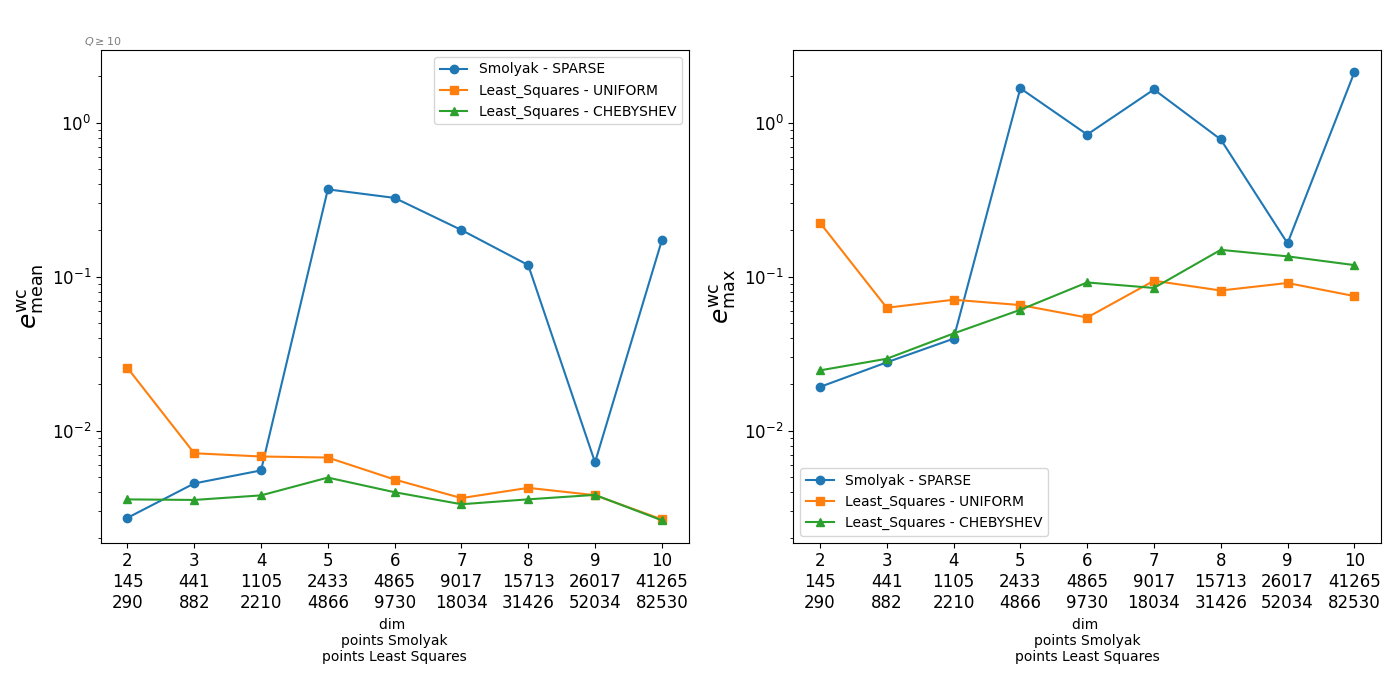 Q ≥ 10
Smolyak - SPARSE
Least_Squares - UNIFORM
Least_Squares - CHEBYSHEV
10^0
10^-1
10^-2
e^wc_mean
2 3 4 5 6 7 8 9 10
145 441 1105 2433 4865 9017 15713 26017 41265
290 882 2210 4866 9730 18034 31426 52034 82530
dim
points Smolyak
points Least Squares
10^0
10^-1
10^-2
e^wc_max
Smolyak - SPARSE
Least_Squares - UNIFORM
Least_Squares - CHEBYSHEV
2 3 4 5 6 7 8 9 10
145 441 1105 2433 4865 9017 15713 26017 41265
290 882 2210 4866 9730 18034 31426 52034 82530
dim
points Smolyak
points Least Squares